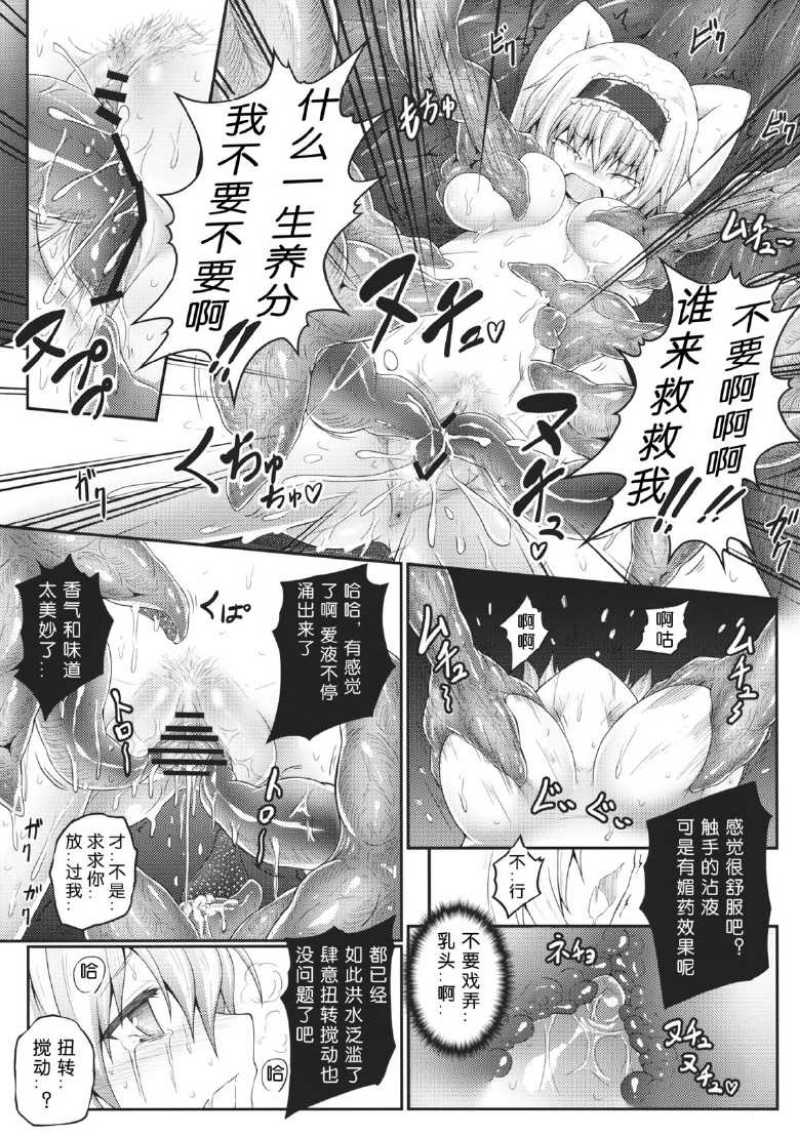 什么一生养分
我不要不要啊!!
不要啊啊啊!!
谁来救救我!!
ビク
ビク
もちゅ
ムチュ～
ヌチュ♡
ヌプププ
くちゅちゅ♡
ヌチュ♡
ガク
ガク
啊咕
啊啊
ムチュ
ムチュ
ぐい
ぐい
感觉很舒服吧?
触手的沾液
可是有媚药效果呢
不…行
不要戏弄…
乳头…啊
ネチョ
ヌチュ
ヌチュ♡
哈哈，有感觉
了啊 爱液不停
涌出来了
香气和味道
太美妙了…
くぱぁ
トロ～
トロ～
ガクガク
才…不是…
求求你
放…过我
都已经
如此洪水泛滥了
肆意扭转搅动也
没问题了吧
哈
哈
扭转…
搅动…?